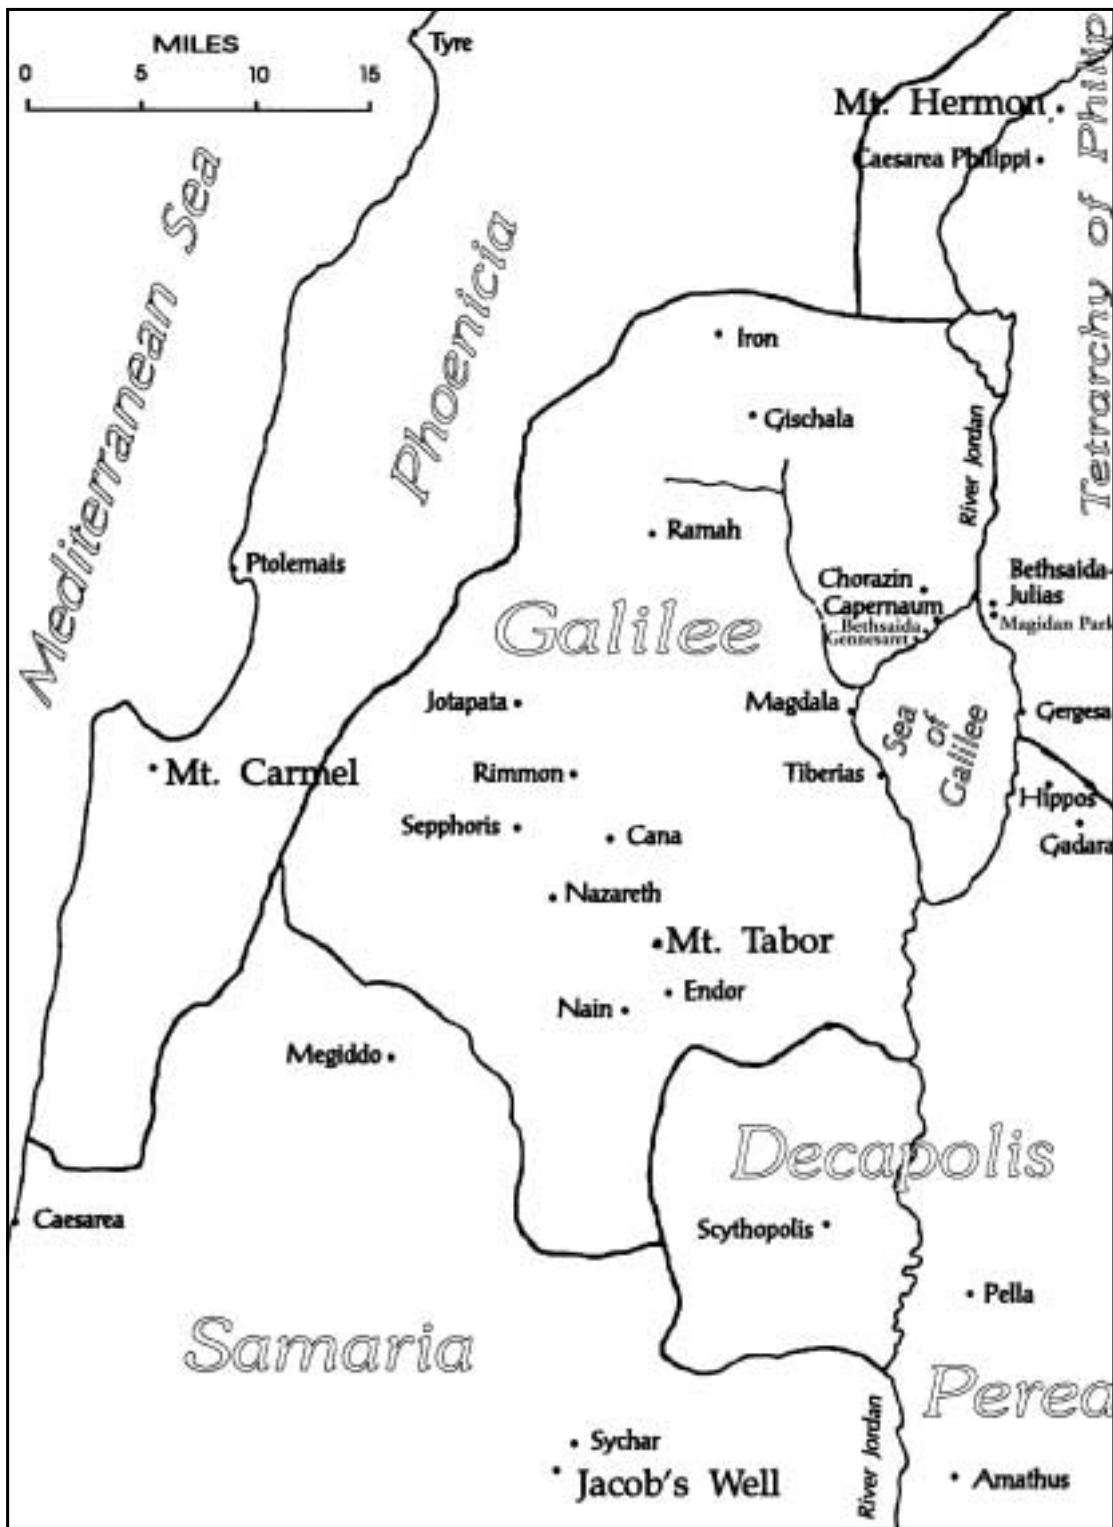 MILES
0 5 10 15
Tyre
Mt. Hermon
Caesarea Philippi
Tetrarchy of Philip
Mediterranean Sea
Phoenicia
Iron
Gischala
River Jordan
Ramah
Ptolemais
Chorazin
Capernaum
Bethsaida
Gennesaret
Bethsaida-
Julias
Magidan Park
Galilee
Jotapata
Magdala
Sea
of
Galilee
Gergesa
Mt. Carmel
Rimmon
Tiberias
Hippos
Sepphoris
Cana
Gadara
Nazareth
Mt. Tabor
Endor
Nain
Megiddo
Decapolis
Caesarea
Scythopolis
Pella
Samaria
Perea
River Jordan
Sychar
Jacob's Well
Amathus